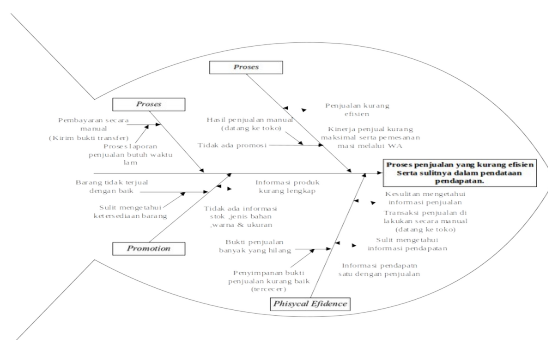 Proses
Proses
Pembayaran secara
manual
(Kirim bukti transfer)
Proses laporan
penjualan butuh waktu
lam
Hasil penjualan manual
(datang ke toko)
Tidak ada promosi
Penjualan kurang
efisien
Kinerja penjual kurang
maksimal serta pemesanan
masi melalui WA
Proses penjualan yang kurang efisien
Serta sulitnya dalam pendataan
pendapatan.
Barang tidak terjual
dengan baik
Sulit mengetahui
ketersediaan barang
Informasi produk
kurang lengkap
Tidak ada informasi
stok ,jenis bahan
,warna & ukuran
Promotion
Kesulitan mengetahui
informasi penjualan
Transaksi penjualan di
lakukan secara manual
(datang ke toko)
Bukti penjualan
banyak yang hilang
Sulit mengetahui
informasi pendapatan
Penyimpanan bukti
penjualan kurang baik
(tercecer)
Informasi pendapatn
satu dengan penjualan
Phisycal Efidence